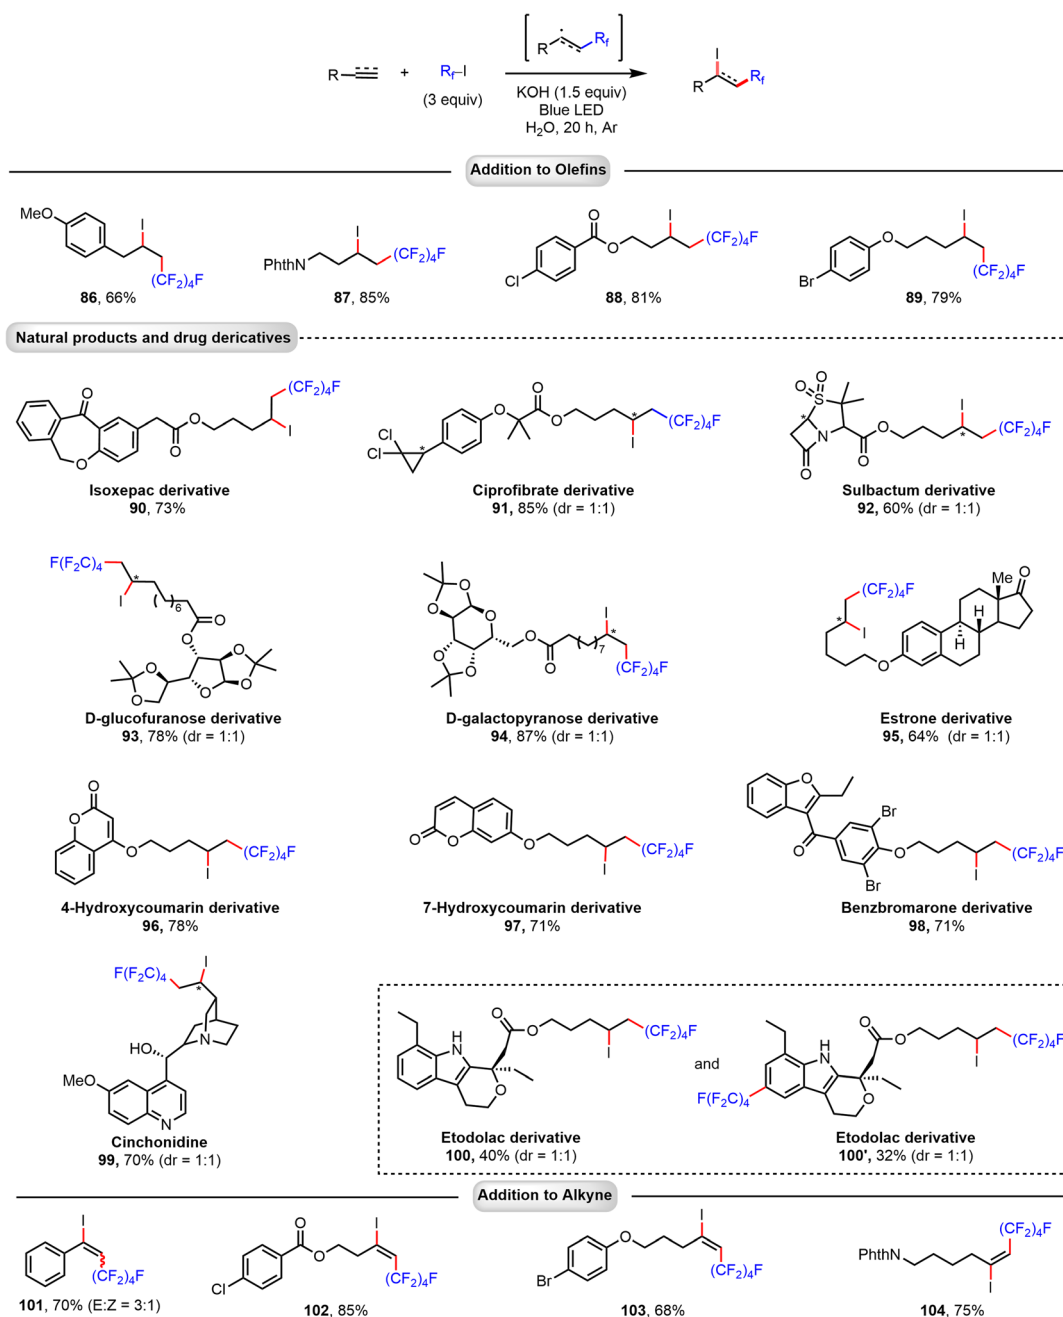 R
R_f
R
+
R_f–I
(3 equiv)
KOH (1.5 equiv)
Blue LED
H₂O, 20 h, Ar
I
R
R_f
Addition to Olefins
MeO
I
(CF₂)₄F
86, 66%
PhthN
I
(CF₂)₄F
87, 85%
Cl
O
O
I
(CF₂)₄F
88, 81%
Br
O
I
(CF₂)₄F
89, 79%
Natural products and drug dericatives
O
O
O
O
I
(CF₂)₄F
Isoxepac derivative
90, 73%
Cl
Cl
*
O
O
O
*
I
(CF₂)₄F
Ciprofibrate derivative
91, 85% (dr = 1:1)
O
O
S
*
N
O
O
O
I
*
(CF₂)₄F
Sulbactum derivative
92, 60% (dr = 1:1)
F(F₂C)₄
*
I
( )₆
O
O
O
O
O
O
O
D-glucofuranose derivative
93, 78% (dr = 1:1)
O
O
O
O
O
O
O
( )₇
I
*
(CF₂)₄F
D-galactopyranose derivative
94, 87% (dr = 1:1)
(CF₂)₄F
*
I
O
Me
O
H
H
H
Estrone derivative
95, 64% (dr = 1:1)
O
O
O
I
(CF₂)₄F
4-Hydroxycoumarin derivative
96, 78%
O
O
O
I
(CF₂)₄F
7-Hydroxycoumarin derivative
97, 71%
O
O
Br
Br
O
I
(CF₂)₄F
Benzbromarone derivative
98, 71%
F(F₂C)₄
I
*
N
HO
MeO
N
Cinchonidine
99, 70% (dr = 1:1)
N
H
O
O
O
I
(CF₂)₄F
Etodolac derivative
100, 40% (dr = 1:1)
and
F(F₂C)₄
N
H
O
O
O
I
(CF₂)₄F
Etodolac derivative
100', 32% (dr = 1:1)
Addition to Alkyne
I
(CF₂)₄F
101, 70% (E:Z = 3:1)
Cl
O
O
I
(CF₂)₄F
102, 85%
Br
O
I
(CF₂)₄F
103, 68%
PhthN
I
(CF₂)₄F
104, 75%